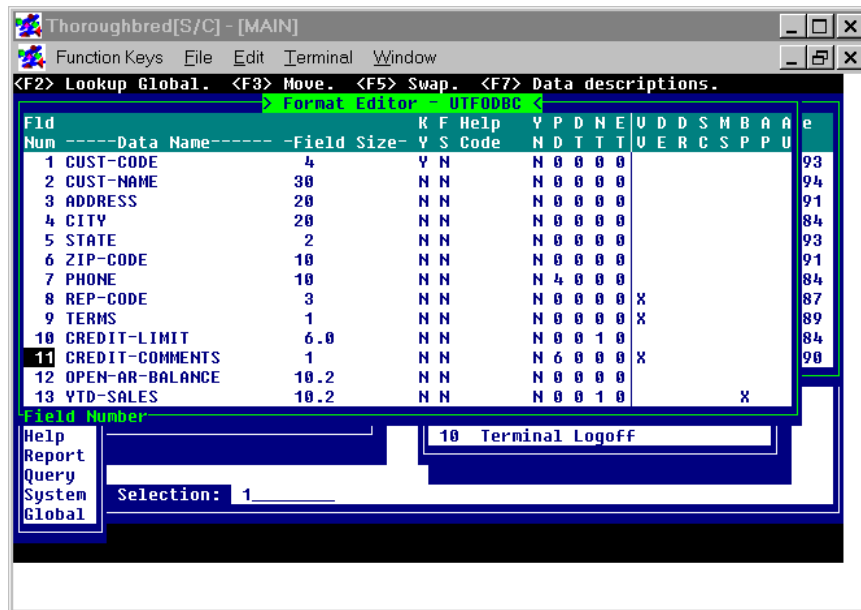 Thoroughbred[S/C] - [MAIN]
Function Keys File Edit Terminal Window
<F2> Lookup Global. <F3> Move. <F5> Swap. <F7> Data descriptions.
> Format Editor - UTFODBC <
Fld K F Help Y P D N E V D D S M B A A e
Num -----Data Name------ -Field Size- Y S Code N D T T T U E R C S P P U
1 CUST-CODE 4 Y N N 0 0 0 0 93
2 CUST-NAME 30 N N N 0 0 0 0 94
3 ADDRESS 20 N N N 0 0 0 0 91
4 CITY 20 N N N 0 0 0 0 84
5 STATE 2 N N N 0 0 0 0 93
6 ZIP-CODE 10 N N N 0 0 0 0 91
7 PHONE 10 N N N 4 0 0 0 84
8 REP-CODE 3 N N N 0 0 0 0 X 87
9 TERMS 1 N N N 0 0 0 0 X 89
10 CREDIT-LIMIT 6.0 N N N 0 0 1 0 84
11 CREDIT-COMMENTS 1 N N N 6 0 0 0 X 90
12 OPEN-AR-BALANCE 10.2 N N N 0 0 0 0
13 YTD-SALES 10.2 N N N 0 0 1 0 X
Field Number
Help 10 Terminal Logoff
Report
Query
System Selection: 1_________
Global